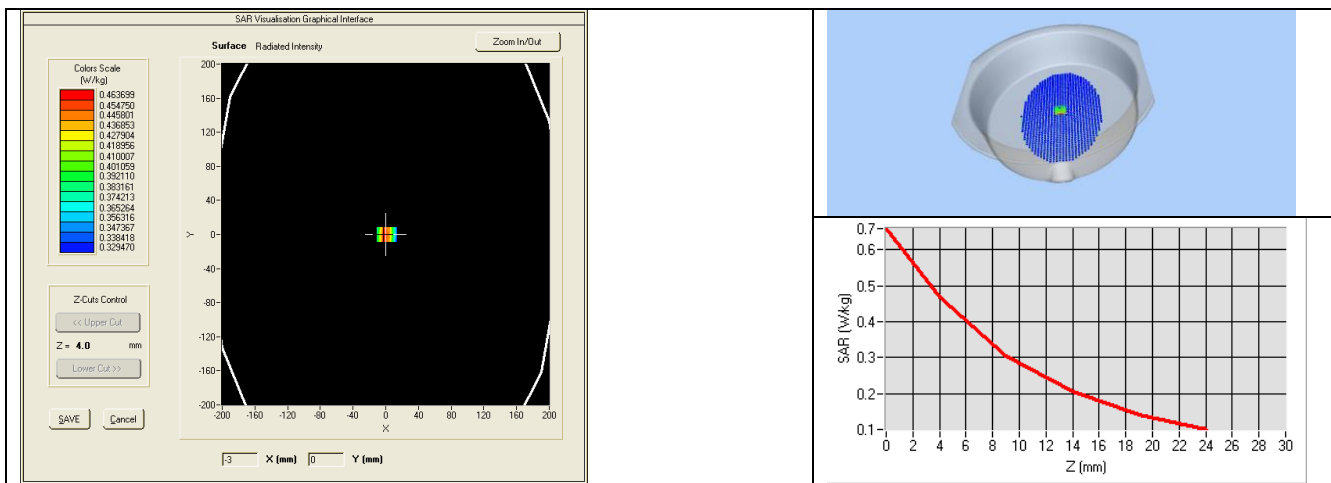 SAR Visualisation Graphical Interface
Surface Radiated Intensity
Zoom In/Out
Colors Scale
(W/kg)
0.463699
0.454750
0.445801
0.436853
0.427904
0.418956
0.410007
0.401059
0.392110
0.383161
0.374213
0.365264
0.356316
0.347367
0.338418
0.329470
Z-Cuts Control
<< Upper Cut
Z = 4.0 mm
Lower Cut >>
SAVE Cancel
200
160
120
80
40
0
-40
-80
-120
-160
-200
Y
-200 -160 -120 -80 -40 0 40 80 120 160 200
X
-3 X (mm) 0 Y (mm)
0.7
0.6
0.5
0.4
0.3
0.2
0.1
SAR (W/kg)
0 2 4 6 8 10 12 14 16 18 20 22 24 26 28 30
Z (mm)